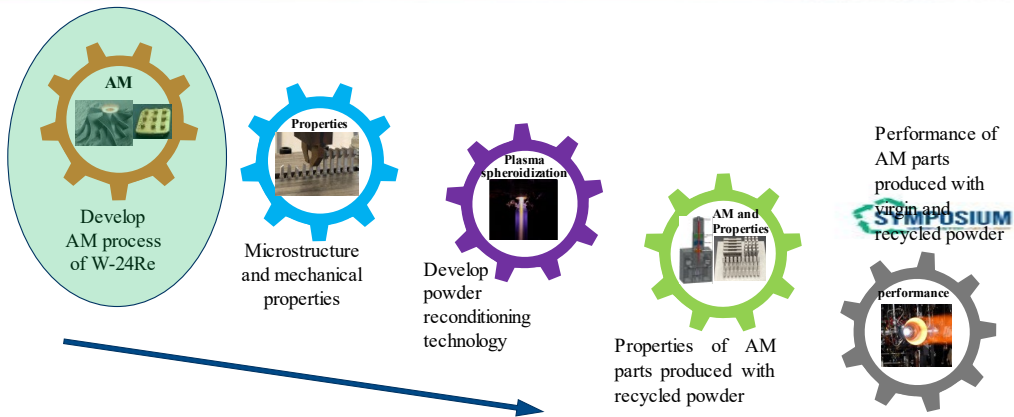 AM
Develop
AM process
of W-24Re
Properties
Microstructure
and mechanical
properties
Plasma
spheroidization
Develop
powder
reconditioning
technology
AM and
Properties
Properties of AM
parts produced with
recycled powder
Performance of
AM parts
produced with
virgin and
recycled powder
SYMPOSIUM
performance